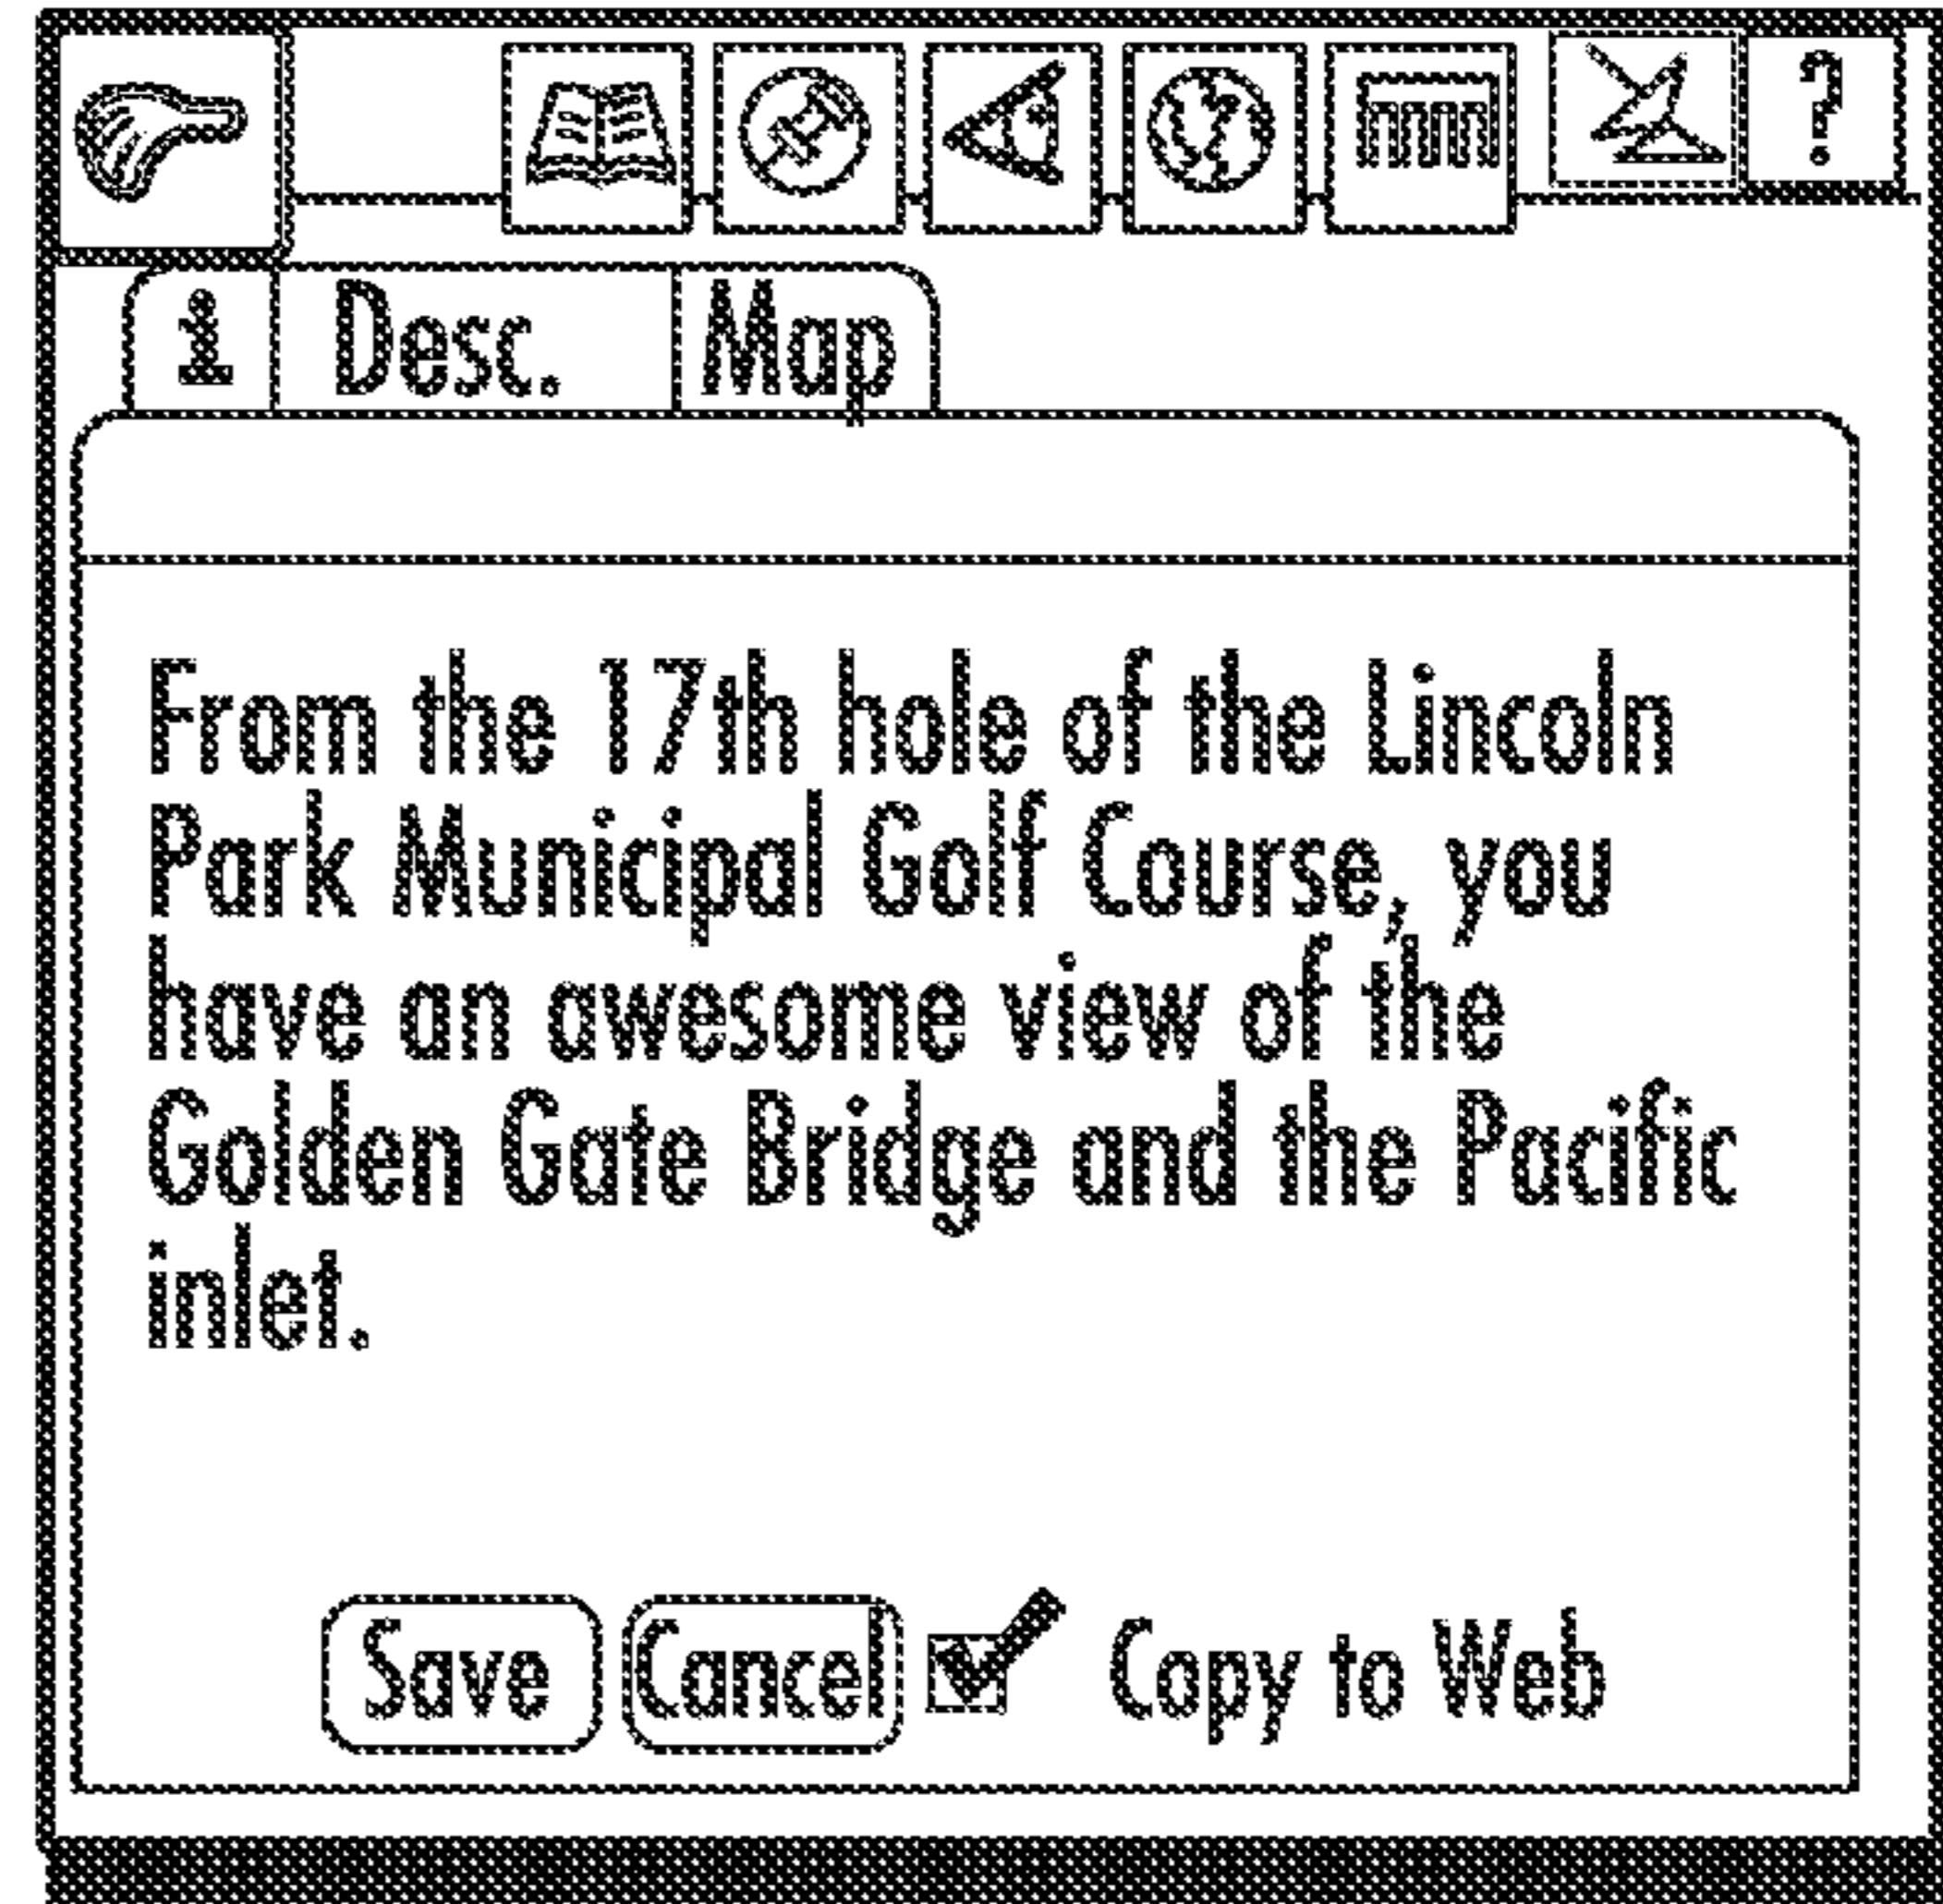 ?
i Desc. Map
From the 17th hole of the Lincoln
Park Municipal Golf Course, you
have an awesome view of the
Golden Gate Bridge and the Pacific
inlet.
Save Cancel Copy to Web